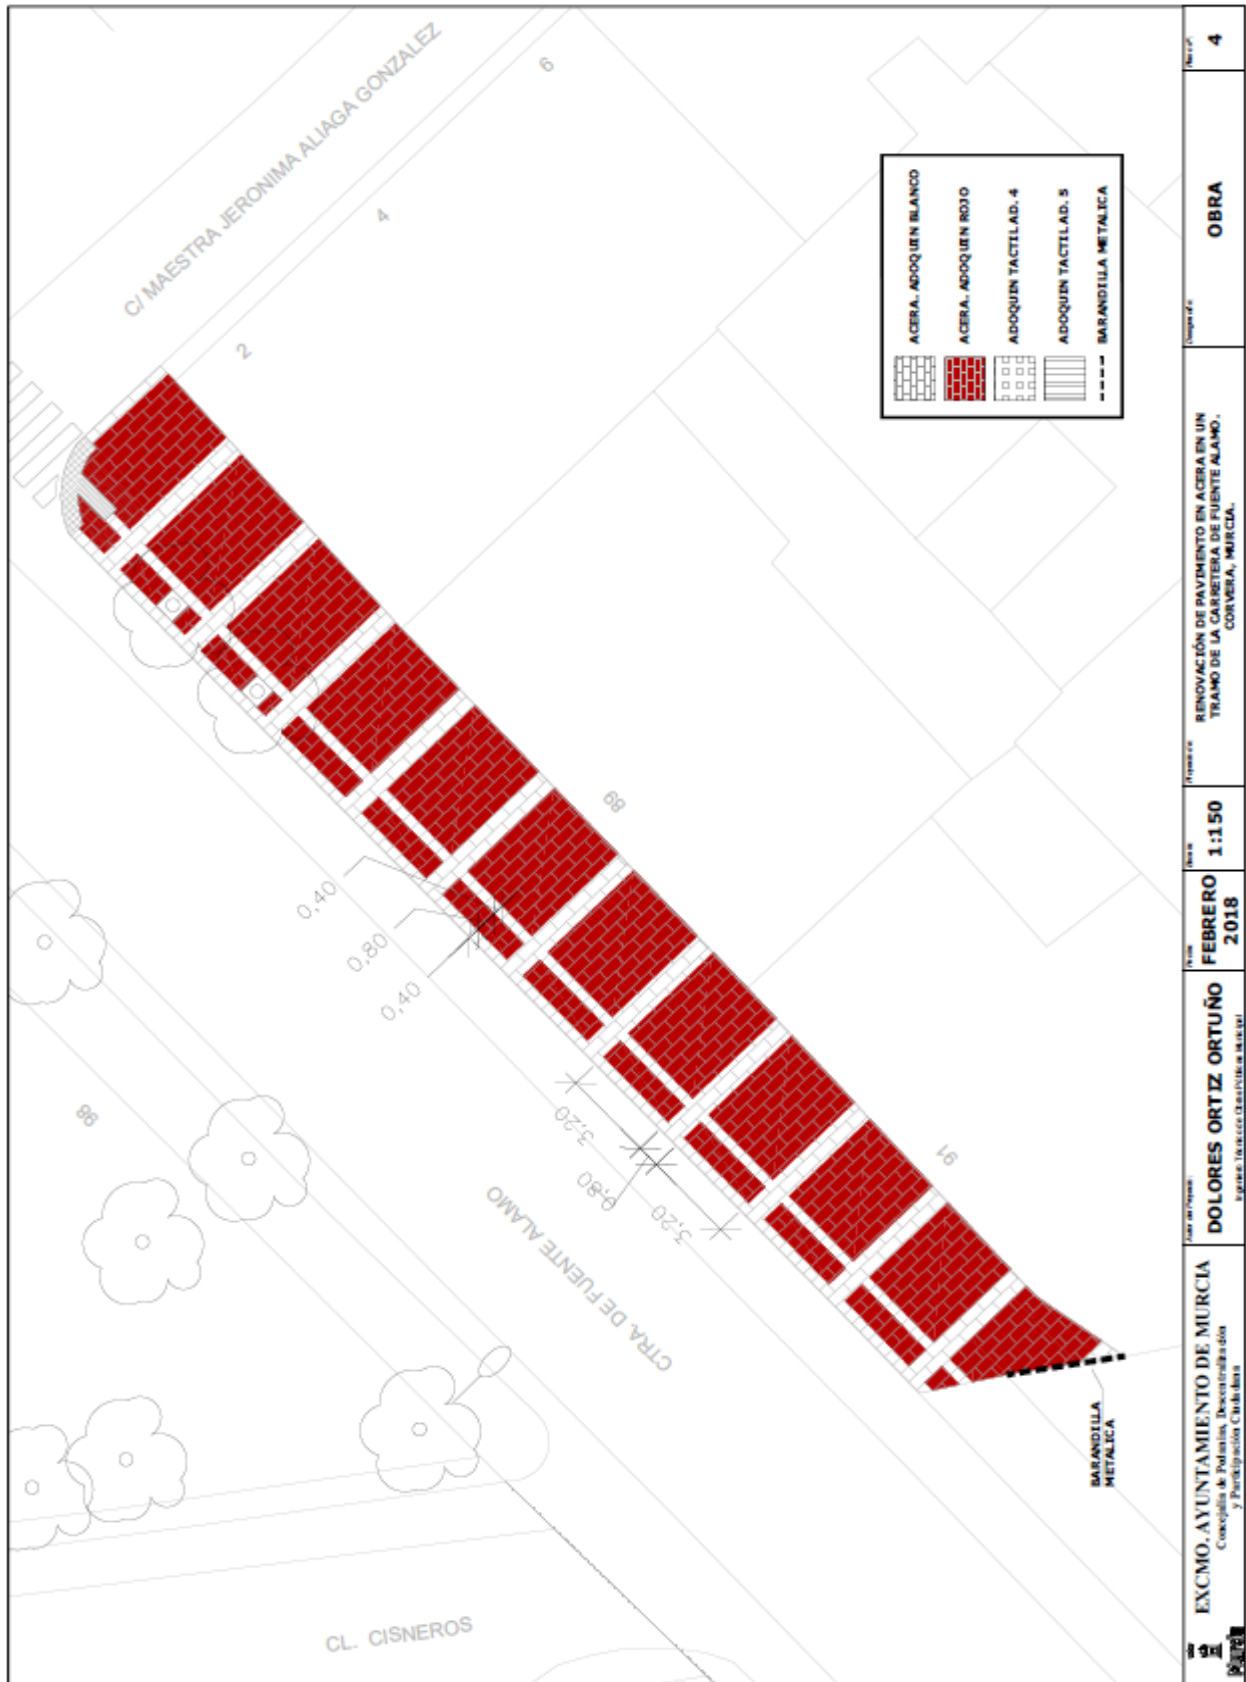 C/ MAESTRA JERONIMA ALIAGA GONZALEZ
6
4
2
89
91
98
0,40
0,80
0,40
3,20
0,80
3,20
CTRA. DE FUENTE ALAMO
CL. CISNEROS
BARANDILLA
METALICA
ACERA. ADOQUIN BLANCO
ACERA. ADOQUIN ROJO
ADOQUIN TACTIL AD. 4
ADOQUIN TACTIL AD. 5
BARANDILLA METALICA
EXCMO. AYUNTAMIENTO DE MURCIA
Concejalía de Pedanías, Descentralización
y Participación Ciudadana
DOLORES ORTIZ ORTUÑO
FEBRERO
2018
1:150
RENOVACIÓN DE PAVIMENTO EN ACERA EN UN
TRAMO DE LA CARRETERA DE FUENTE ALAMO.
CORVERA, MURCIA.
OBRA
4